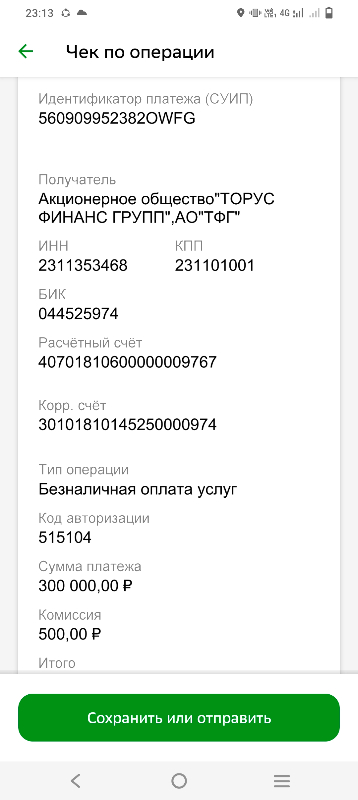 23:13
4G
Чек по операции
Идентификатор платежа (СУИП)
560909952382OWFG
Получатель
Акционерное общество"ТОРУС
ФИНАНС ГРУПП",АО"ТФГ"
ИНН КПП
2311353468 231101001
БИК
044525974
Расчётный счёт
40701810600000009767
Корр. счёт
30101810145250000974
Тип операции
Безналичная оплата услуг
Код авторизации
515104
Сумма платежа
300 000,00 ₽
Комиссия
500,00 ₽
Итого
Сохранить или отправить